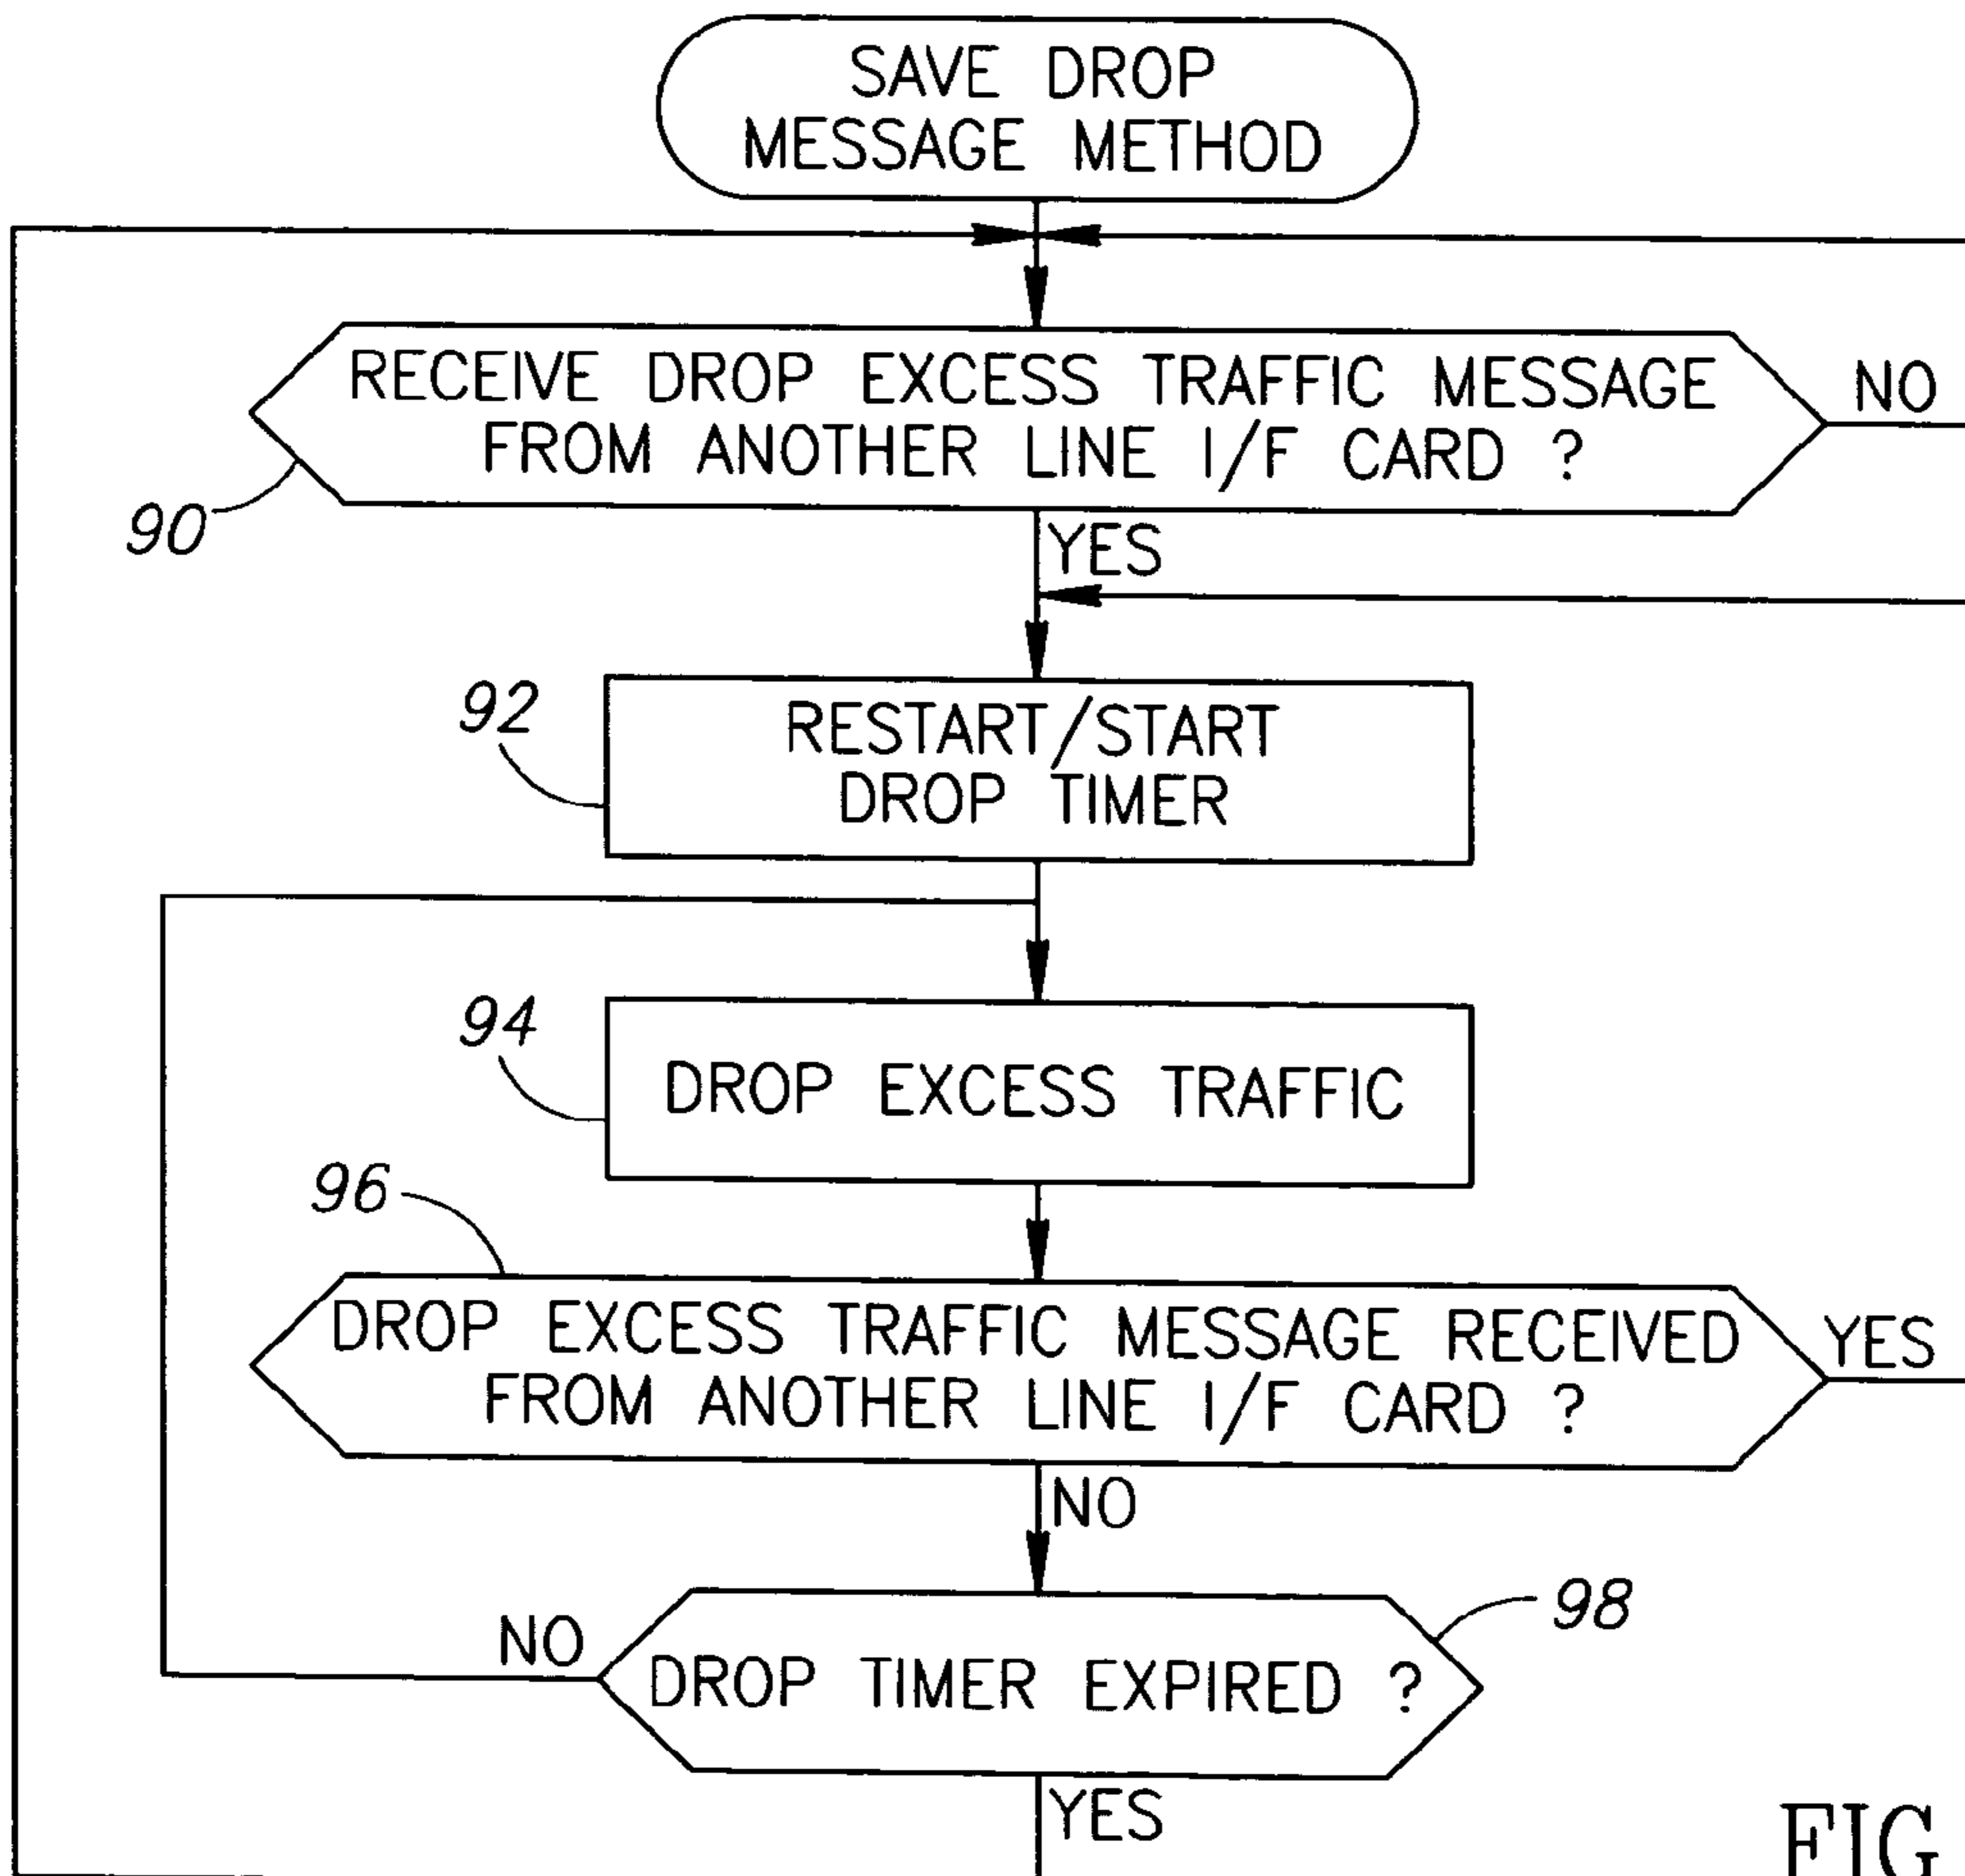 SAVE DROP
MESSAGE METHOD
RECEIVE DROP EXCESS TRAFFIC MESSAGE
FROM ANOTHER LINE I/F CARD ?
NO
90
YES
92
RESTART/START
DROP TIMER
94
DROP EXCESS TRAFFIC
96
DROP EXCESS TRAFFIC MESSAGE RECEIVED
FROM ANOTHER LINE I/F CARD ?
YES
NO
98
NO
DROP TIMER EXPIRED ?
YES
FIG